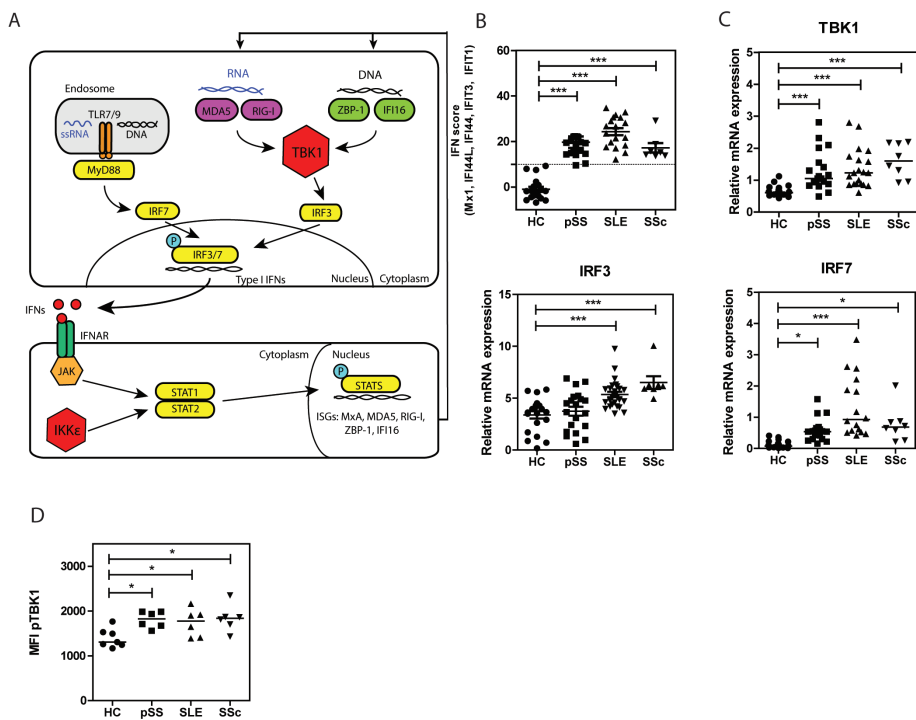 A
Endosome
TLR7/9
ssRNA
DNA
MyD88
RNA
MDA5
RIG-I
DNA
ZBP-1
IFI16
TBK1
IRF7
IRF3
P
IRF3/7
Type I IFNs
Nucleus
Cytoplasm
IFNs
IFNAR
JAK
IKKε
STAT1
STAT2
Cytoplasm
Nucleus
P
STATS
ISGs: MxA, MDA5, RIG-I,
ZBP-1, IFI16
B
IFN score
(Mx1, IFI44L, IFI44, IFIT3, IFIT1)
60
40
20
10
0
***
***
***
HC pSS SLE SSc
IRF3
Relative mRNA expression
15
10
5
0
***
***
HC pSS SLE SSc
C
TBK1
Relative mRNA expression
5
4
3
2
1
0
***
***
***
HC pSS SLE SSc
IRF7
Relative mRNA expression
5
4
3
2
1
0
*
***
*
HC pSS SLE SSc
D
MFI pTBK1
3000
2000
1000
0
*
*
*
HC pSS SLE SSc